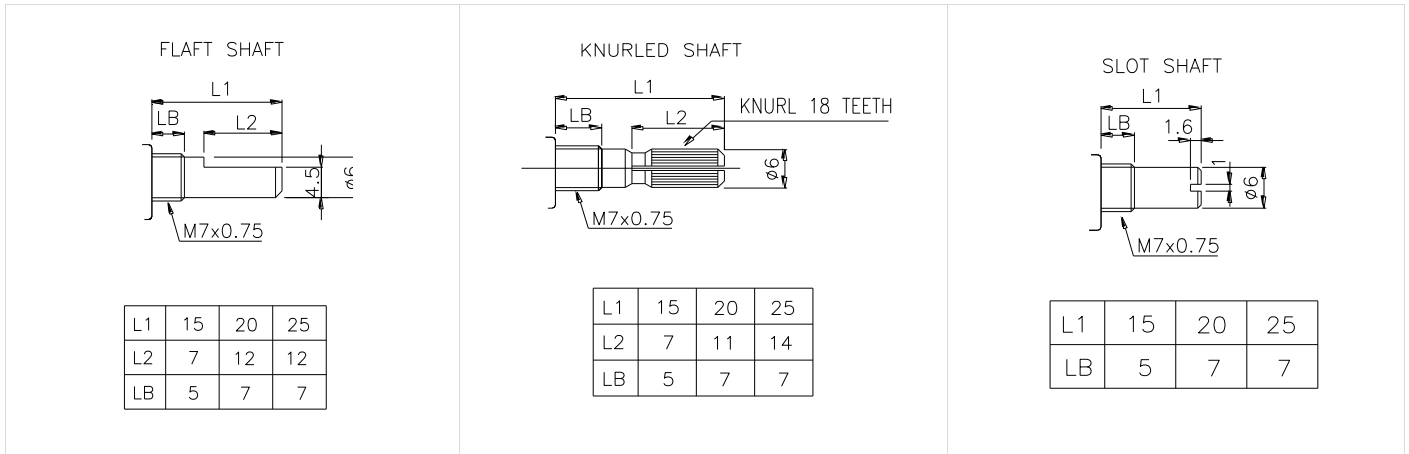 FLAFT SHAFT
L1
LB
L2
4.5
ø6
M7x0.75
L1 15 20 25
L2 7 12 12
LB 5 7 7
KNURLED SHAFT
L1
KNURL 18 TEETH
LB
L2
ø6
M7x0.75
L1 15 20 25
L2 7 11 14
LB 5 7 7
SLOT SHAFT
L1
LB
1.6
1
ø6
M7x0.75
L1 15 20 25
LB 5 7 7